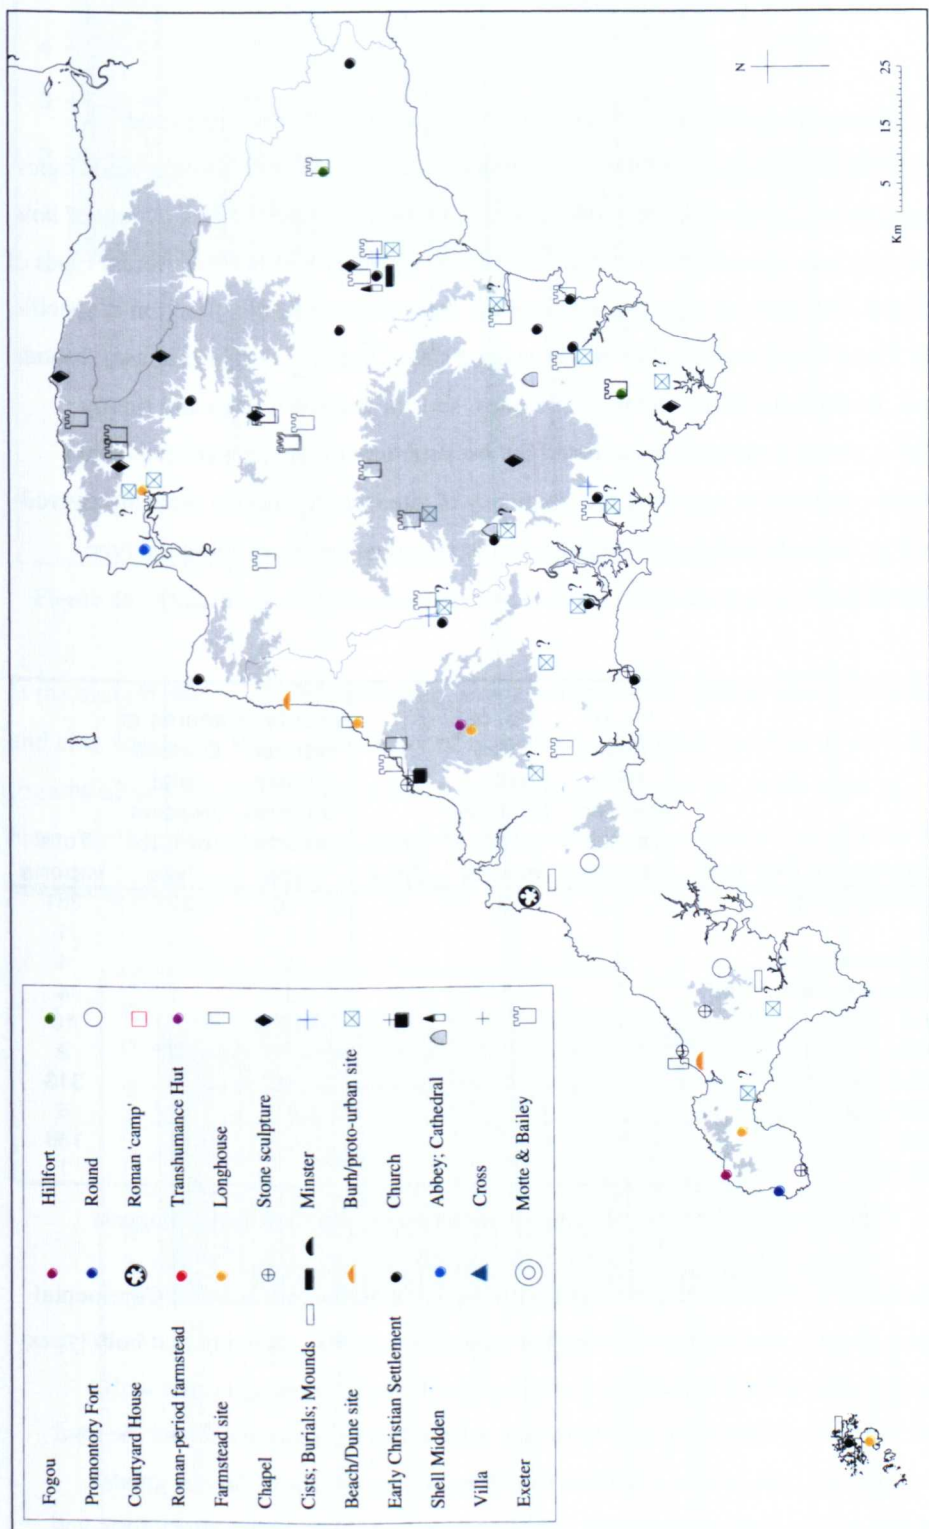 Fogou
Promontory Fort
Courtyard House
Roman-period farmstead
Farmstead site
Chapel
Cists; Burials; Mounds
Beach/Dune site
Early Christian Settlement
Shell Midden
Villa
Exeter
Hillfort
Round
Roman 'camp'
Transhumance Hut
Longhouse
Stone sculpture
Minster
Burh/proto-urban site
Church
Abbey; Cathedral
Cross
Motte & Bailey
?
?
?
?
?
?
?
?
?
?
?
N
Km 5 15 25